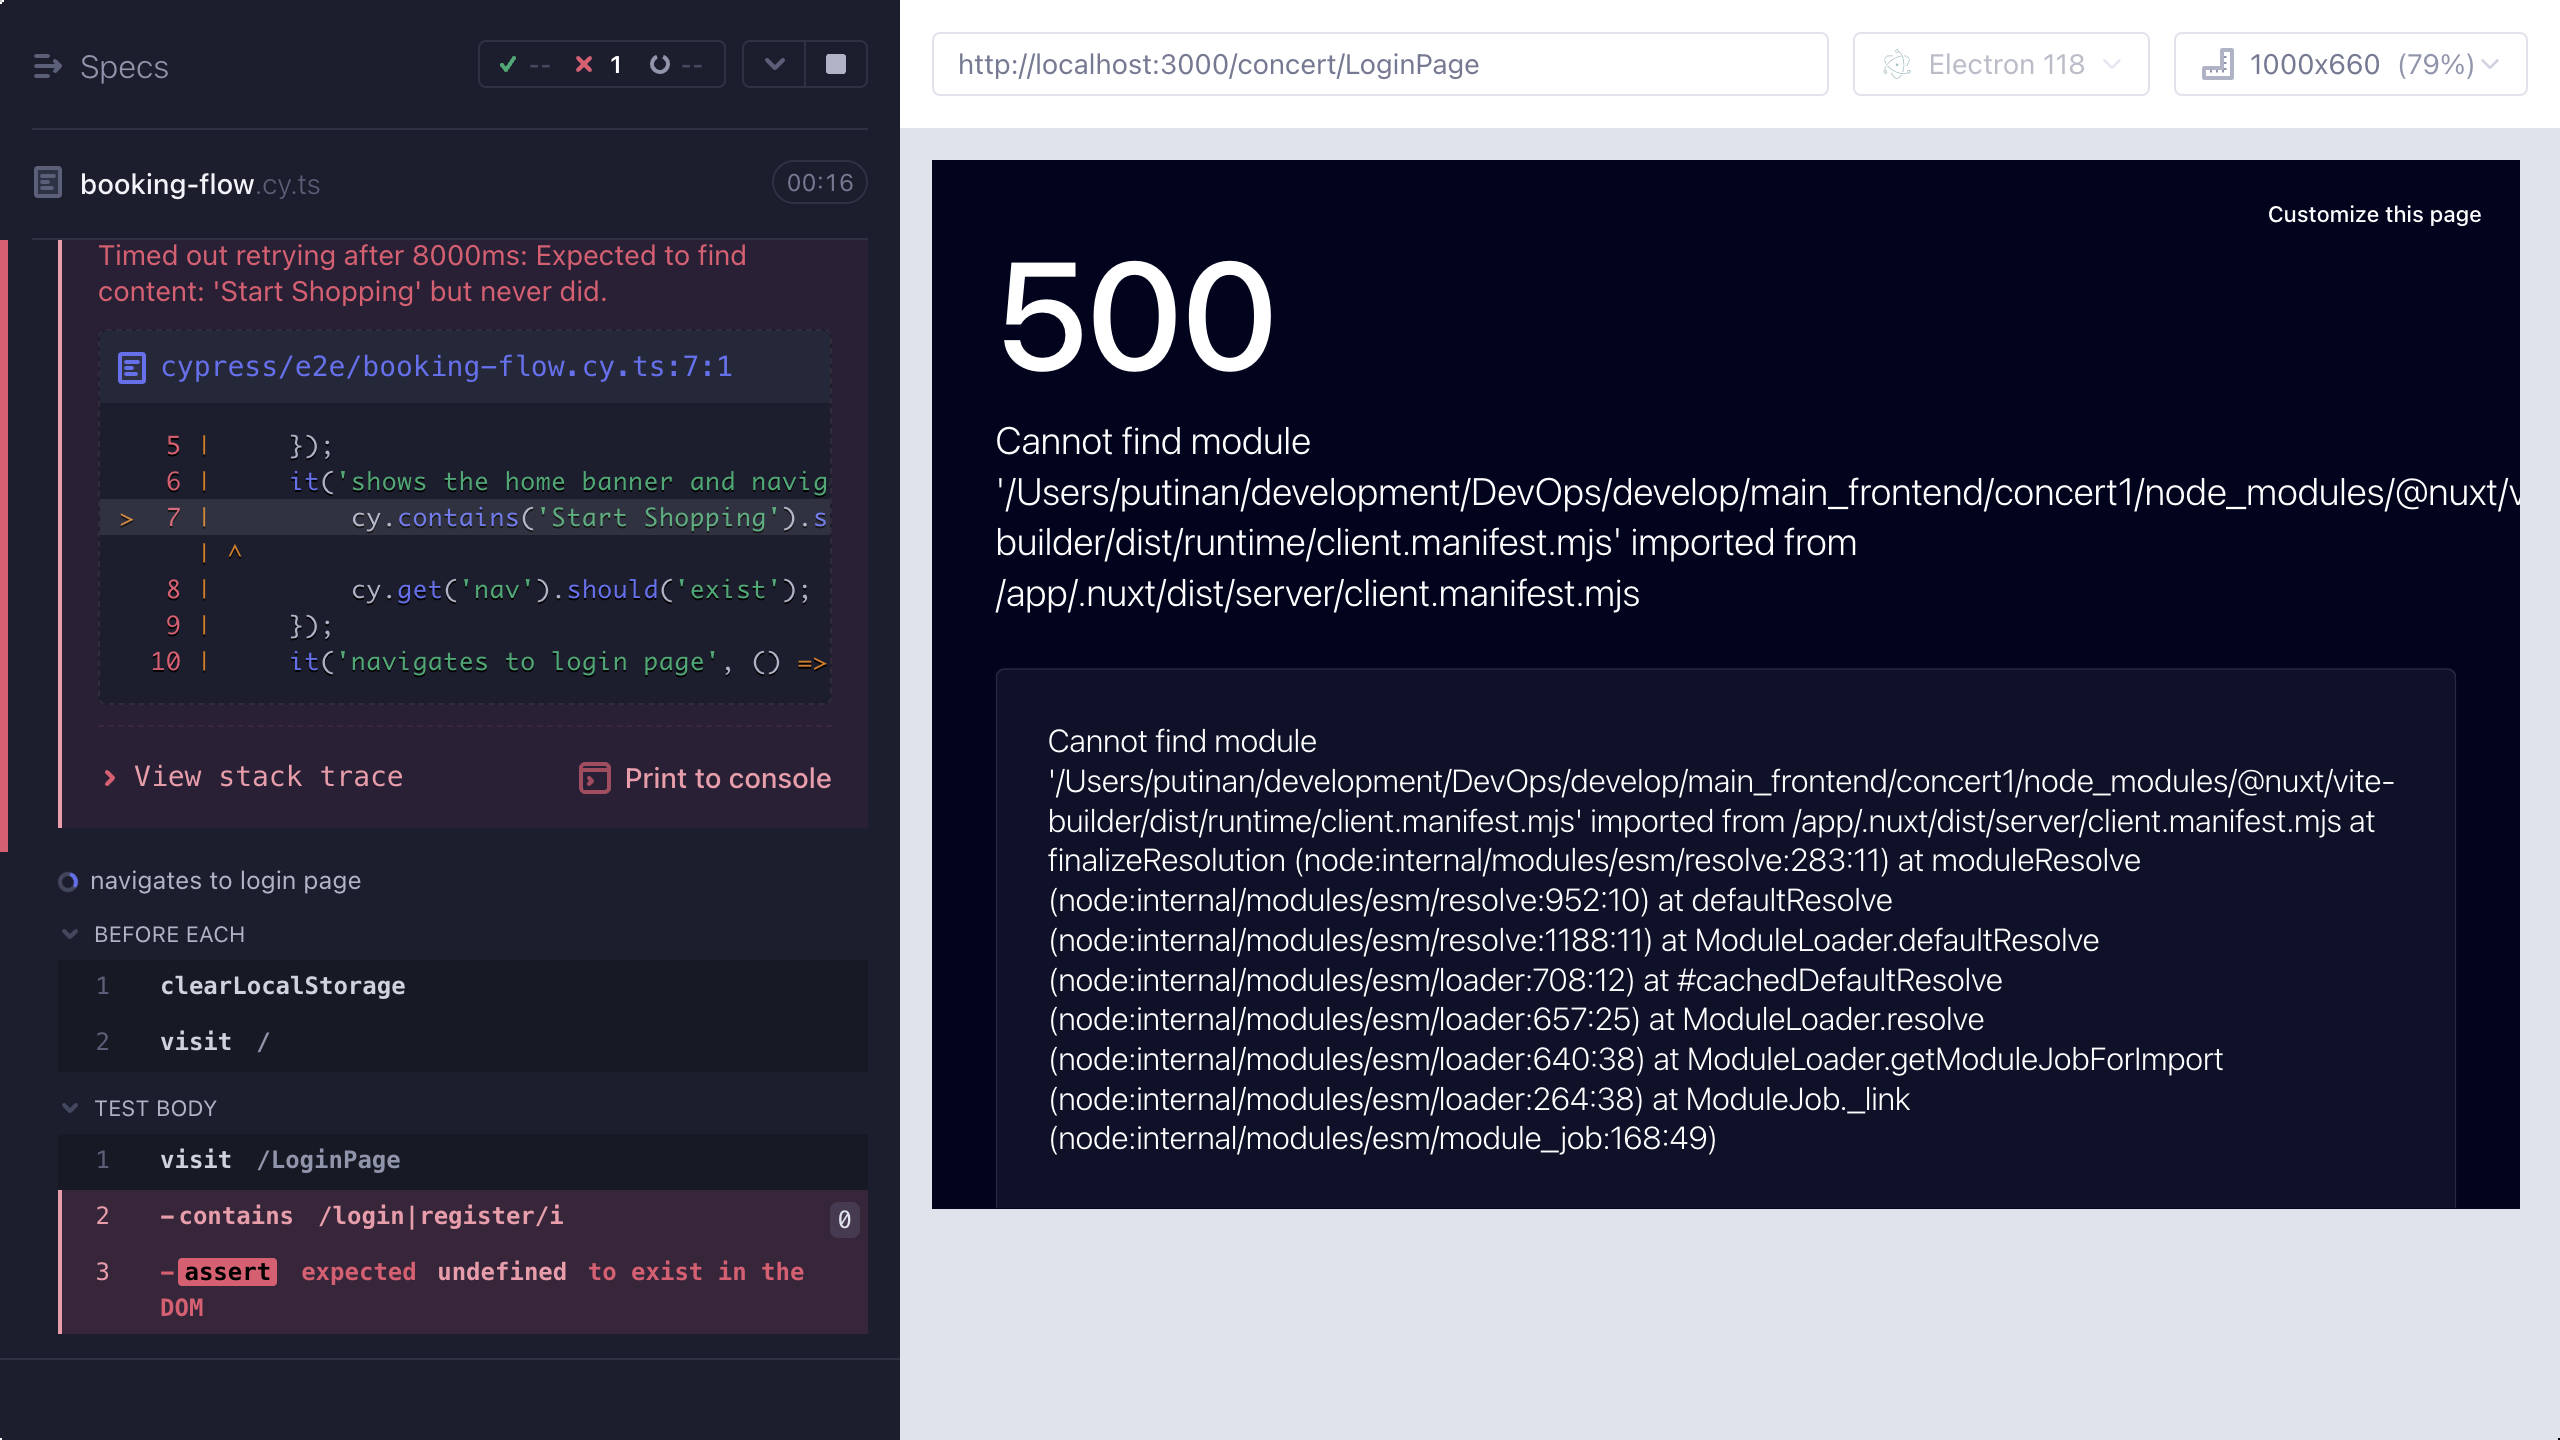 Specs
-- 1 --
booking-flow.cy.ts
00:16
Timed out retrying after 8000ms: Expected to find
content: 'Start Shopping' but never did.
cypress/e2e/booking-flow.cy.ts:7:1
5 | });
6 | it('shows the home banner and navig
> 7 | cy.contains('Start Shopping').s
| ^
8 | cy.get('nav').should('exist');
9 | });
10 | it('navigates to login page', () =>
View stack trace
Print to console
navigates to login page
BEFORE EACH
1 clearLocalStorage
2 visit /
TEST BODY
1 visit /LoginPage
2 -contains /login|register/i 0
3 -assert expected undefined to exist in the
DOM
http://localhost:3000/concert/LoginPage
Electron 118
1000x660 (79%)
Customize this page
500
Cannot find module
'/Users/putinan/development/DevOps/develop/main_frontend/concert1/node_modules/@nuxt/v
builder/dist/runtime/client.manifest.mjs' imported from
/app/.nuxt/dist/server/client.manifest.mjs
Cannot find module
'/Users/putinan/development/DevOps/develop/main_frontend/concert1/node_modules/@nuxt/vite-
builder/dist/runtime/client.manifest.mjs' imported from /app/.nuxt/dist/server/client.manifest.mjs at
finalizeResolution (node:internal/modules/esm/resolve:283:11) at moduleResolve
(node:internal/modules/esm/resolve:952:10) at defaultResolve
(node:internal/modules/esm/resolve:1188:11) at ModuleLoader.defaultResolve
(node:internal/modules/esm/loader:708:12) at #cachedDefaultResolve
(node:internal/modules/esm/loader:657:25) at ModuleLoader.resolve
(node:internal/modules/esm/loader:640:38) at ModuleLoader.getModuleJobForImport
(node:internal/modules/esm/loader:264:38) at ModuleJob._link
(node:internal/modules/esm/module_job:168:49)